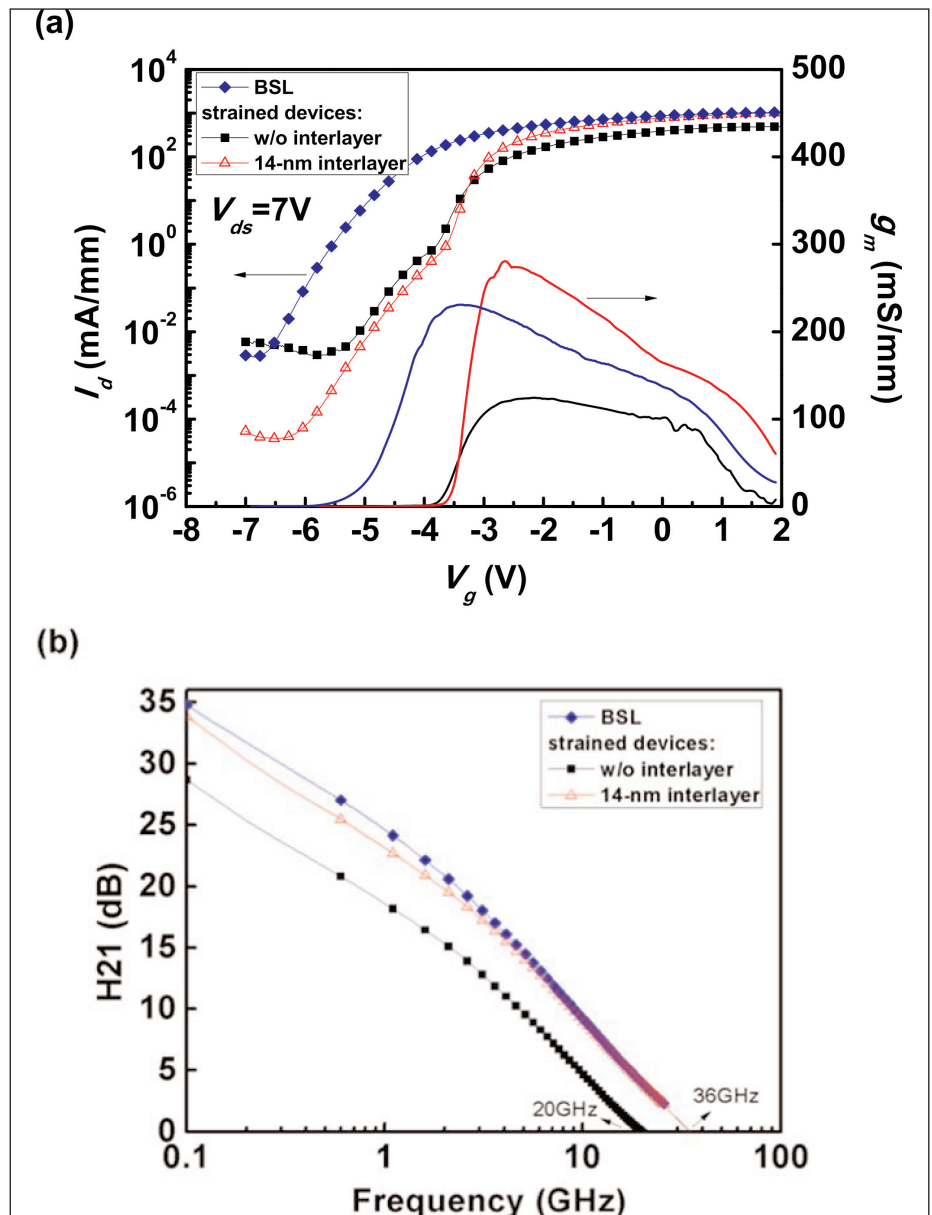 (a)
BSL
strained devices:
w/o interlayer
14-nm interlayer
V_ds=7V
I_d (mA/mm)
10^4
10^2
10^0
10^-2
10^-4
10^-6
g_m (mS/mm)
500
400
300
200
100
0
-8 -7 -6 -5 -4 -3 -2 -1 0 1 2
V_g (V)
(b)
BSL
strained devices:
w/o interlayer
14-nm interlayer
H21 (dB)
35
30
25
20
15
10
5
0
20GHz
36GHz
0.1 1 10 100
Frequency (GHz)